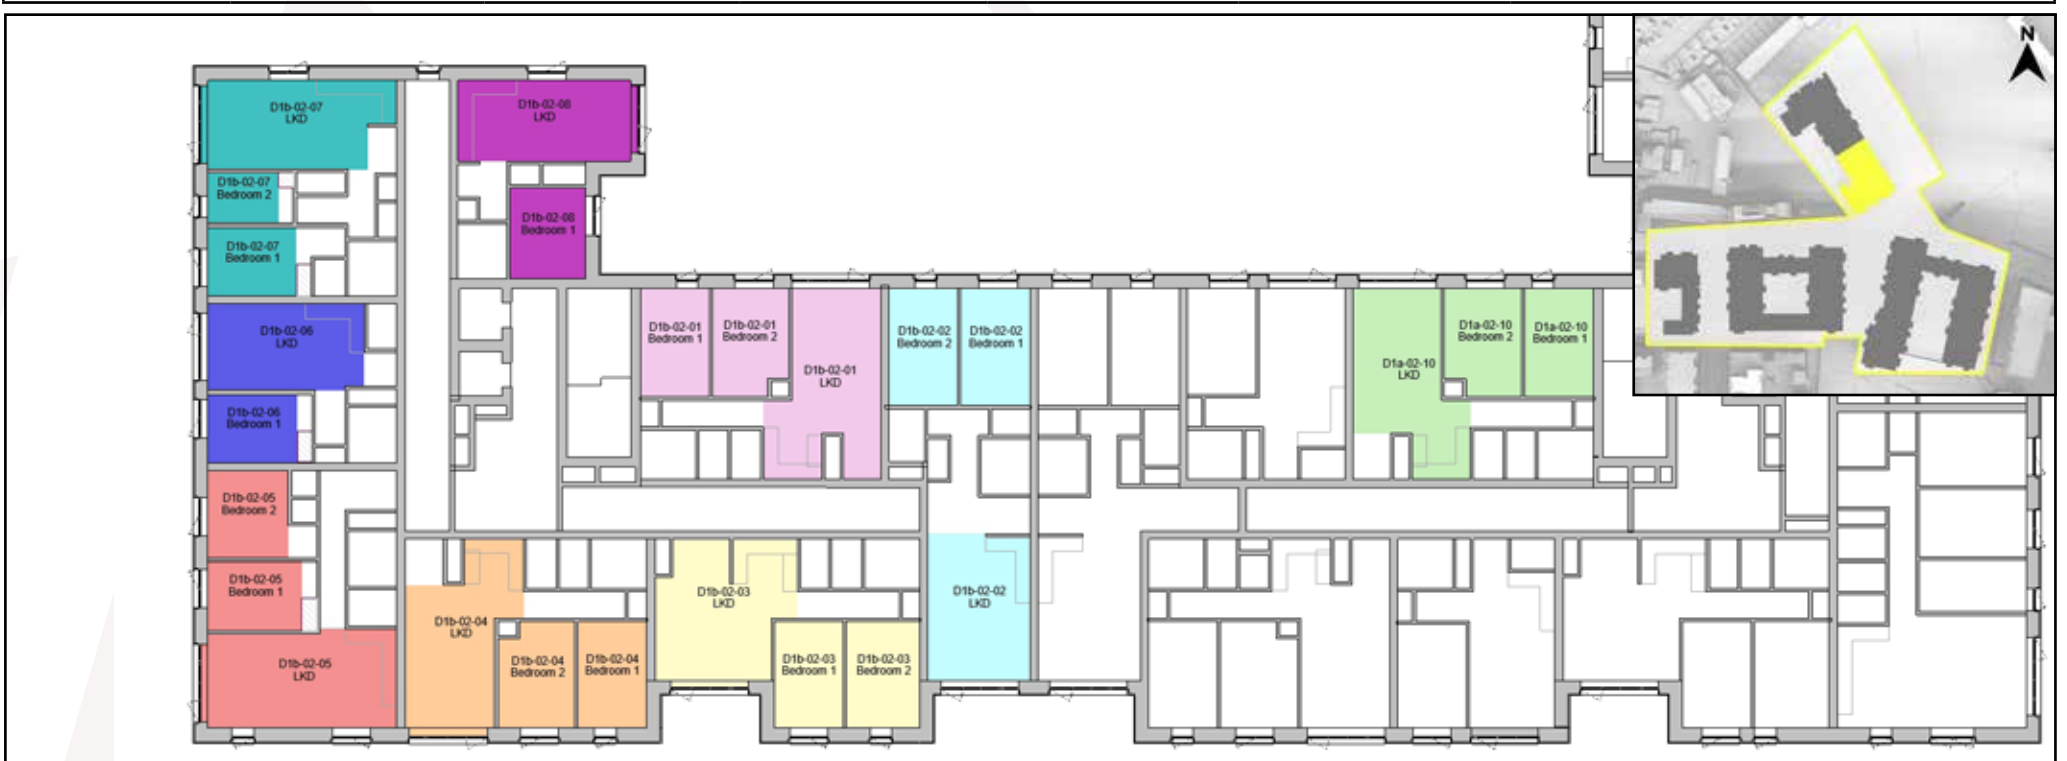 N
D1b-02-07
LKD
D1b-02-08
LKD
D1b-02-07
Bedroom 2
D1b-02-08
Bedroom 1
D1b-02-07
Bedroom 1
D1b-02-06
LKD
D1b-02-01
Bedroom 1
D1b-02-01
Bedroom 2
D1b-02-01
LKD
D1b-02-02
Bedroom 2
D1b-02-02
Bedroom 1
D1a-02-10
LKD
D1a-02-10
Bedroom 2
D1a-02-10
Bedroom 1
D1b-02-06
Bedroom 1
D1b-02-05
Bedroom 2
D1b-02-05
Bedroom 1
D1b-02-05
LKD
D1b-02-04
LKD
D1b-02-04
Bedroom 2
D1b-02-04
Bedroom 1
D1b-02-03
LKD
D1b-02-03
Bedroom 1
D1b-02-03
Bedroom 2
D1b-02-02
LKD